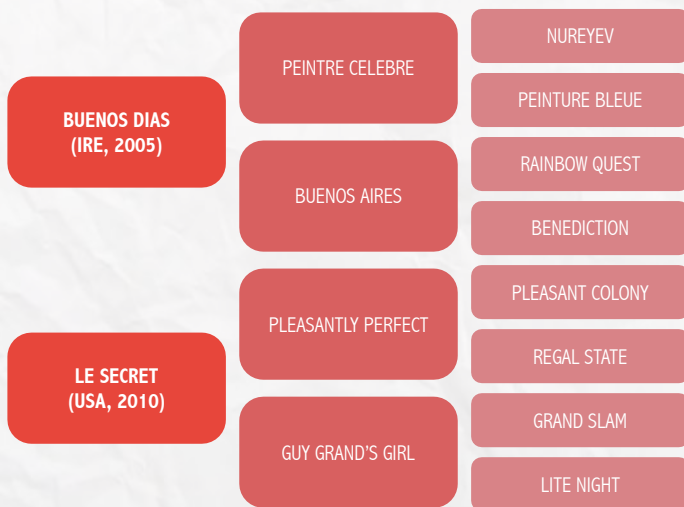 BUENOS DIAS
(IRE, 2005)
LE SECRET
(USA, 2010)
PEINTRE CELEBRE
BUENOS AIRES
PLEASANTLY PERFECT
GUY GRAND'S GIRL
NUREYEV
PEINTURE BLEUE
RAINBOW QUEST
BENEDICTION
PLEASANT COLONY
REGAL STATE
GRAND SLAM
LITE NIGHT